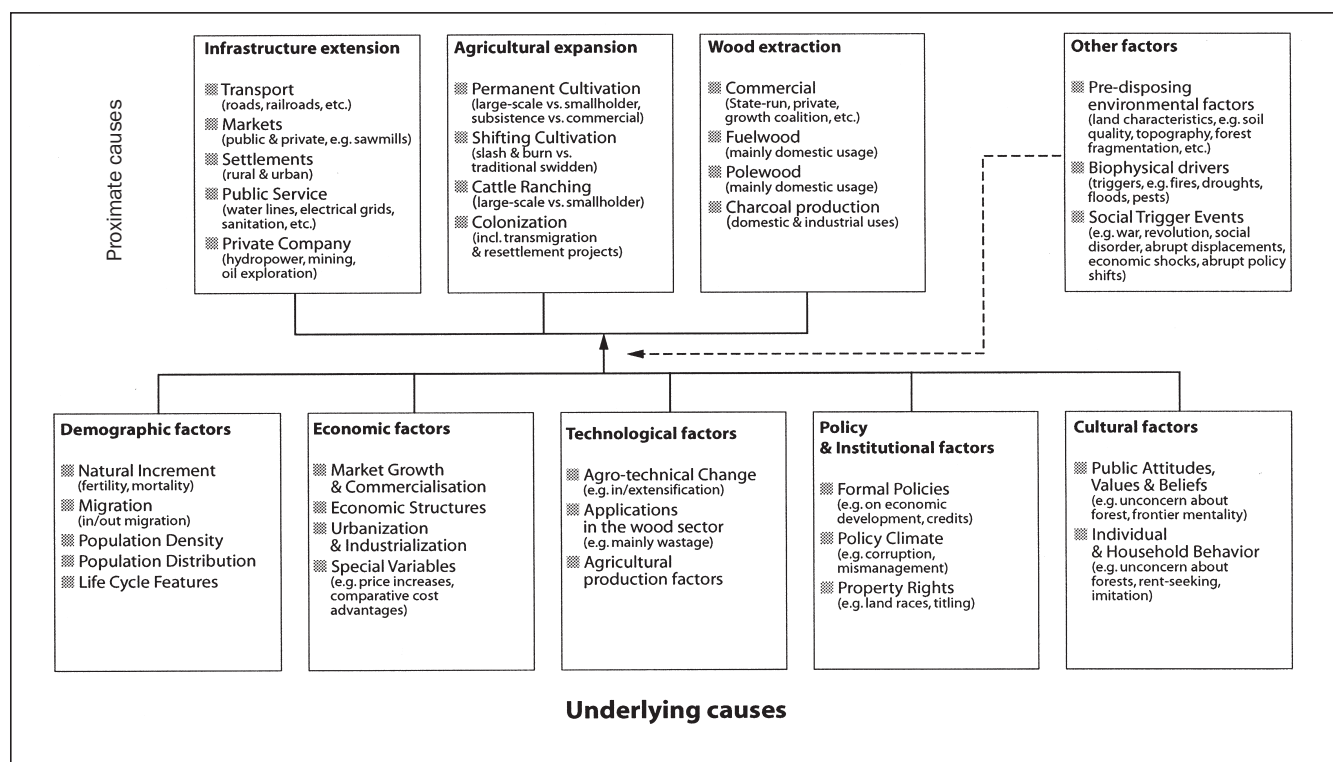 Proximate causes
Infrastructure extension
Transport
(roads, railroads, etc.)
Markets
(public & private, e.g. sawmills)
Settlements
(rural & urban)
Public Service
(water lines, electrical grids,
sanitation, etc.)
Private Company
(hydropower, mining,
oil exploration)
Agricultural expansion
Permanent Cultivation
(large-scale vs. smallholder,
subsistence vs. commercial)
Shifting Cultivation
(slash & burn vs.
traditional swidden)
Cattle Ranching
(large-scale vs. smallholder)
Colonization
(incl. transmigration
& resettlement projects)
Wood extraction
Commercial
(State-run, private,
growth coalition, etc.)
Fuelwood
(mainly domestic usage)
Polewood
(mainly domestic usage)
Charcoal production
(domestic & industrial uses)
Other factors
Pre-disposing
environmental factors
(land characteristics, e.g. soil
quality, topography, forest
fragmentation, etc.)
Biophysical drivers
(triggers, e.g. fires, droughts,
floods, pests)
Social Trigger Events
(e.g. war, revolution, social
disorder, abrupt displacements,
economic shocks, abrupt policy
shifts)
Demographic factors
Natural Increment
(fertility, mortality)
Migration
(in/out migration)
Population Density
Population Distribution
Life Cycle Features
Economic factors
Market Growth
& Commercialisation
Economic Structures
Urbanization
& Industrialization
Special Variables
(e.g. price increases,
comparative cost
advantages)
Technological factors
Agro-technical Change
(e.g. in/extensification)
Applications
in the wood sector
(e.g. mainly wastage)
Agricultural
production factors
Policy
& Institutional factors
Formal Policies
(e.g. on economic
development, credits)
Policy Climate
(e.g. corruption,
mismanagement)
Property Rights
(e.g. land races, titling)
Cultural factors
Public Attitudes,
Values & Beliefs
(e.g. unconcern about
forest, frontier mentality)
Individual
& Household Behavior
(e.g. unconcern about
forests, rent-seeking,
imitation)
Underlying causes